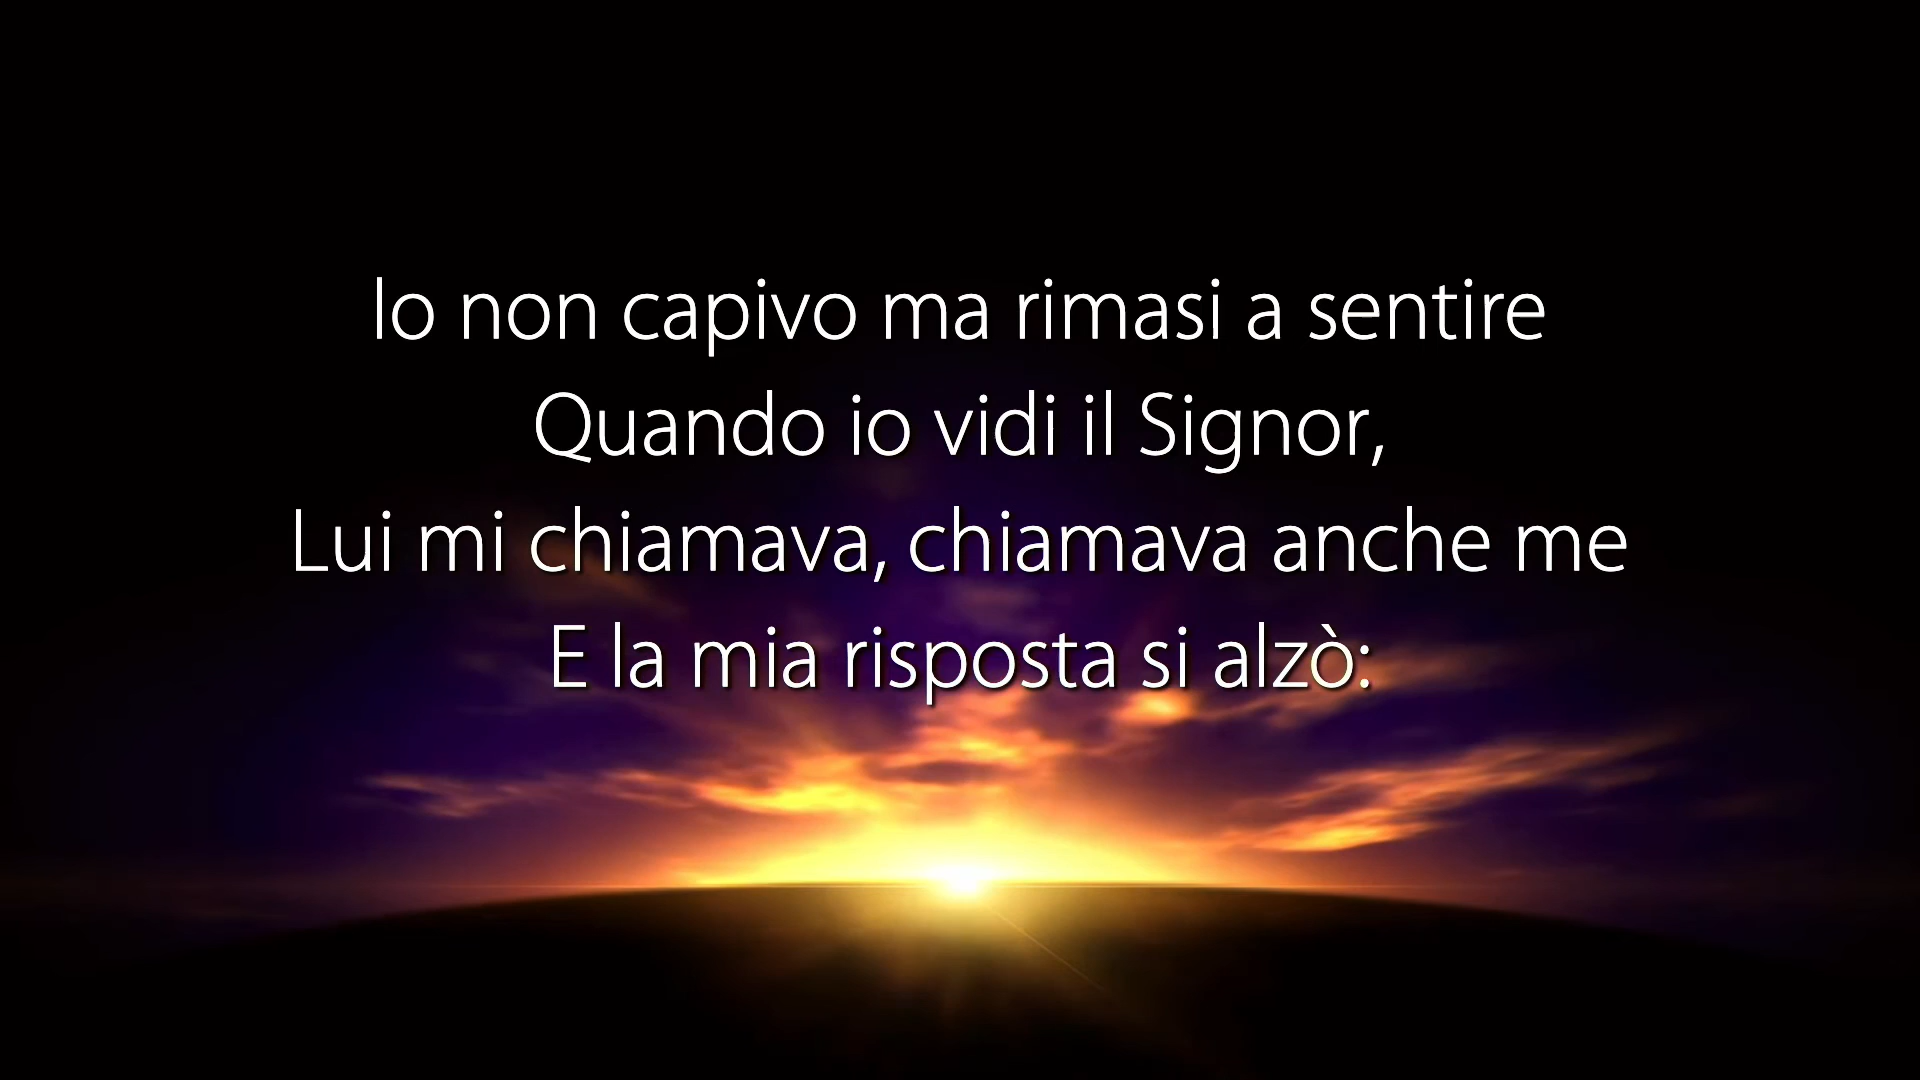 Io non capivo ma rimasi a sentire
Quando io vidi il Signor,
Lui mi chiamava, chiamava anche me
E la mia risposta si alzò: